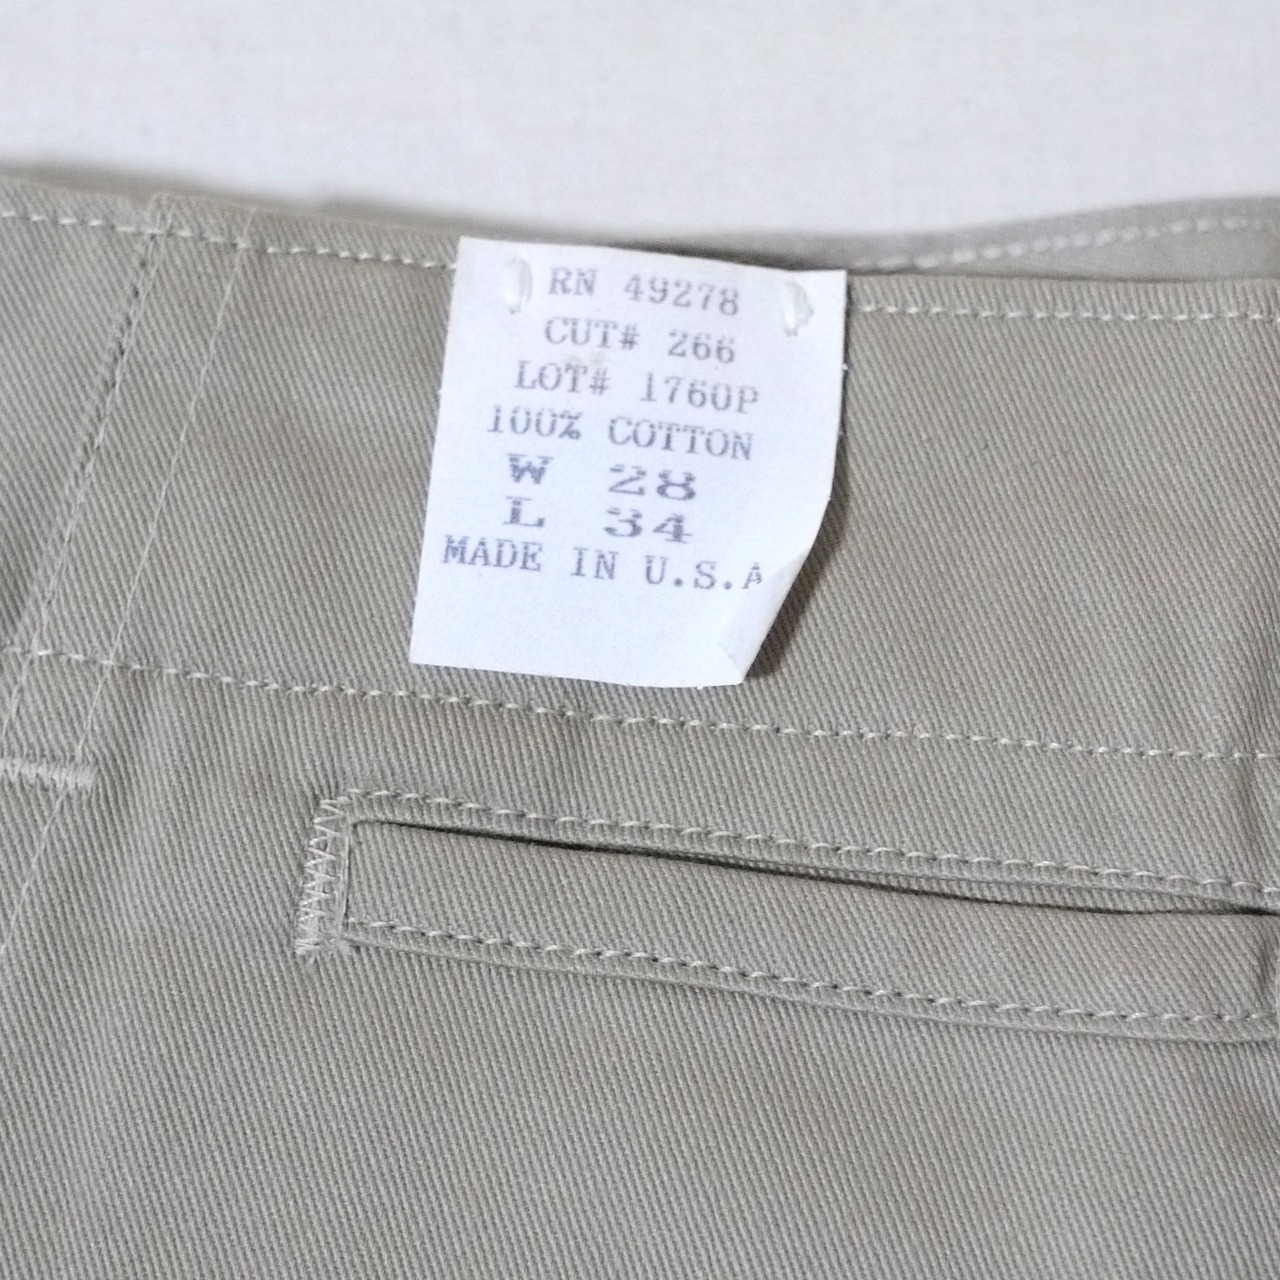 RN 49278
CUT# 266
LOT# 1760P
100% COTTON
W 28
L 34
MADE IN U.S.A